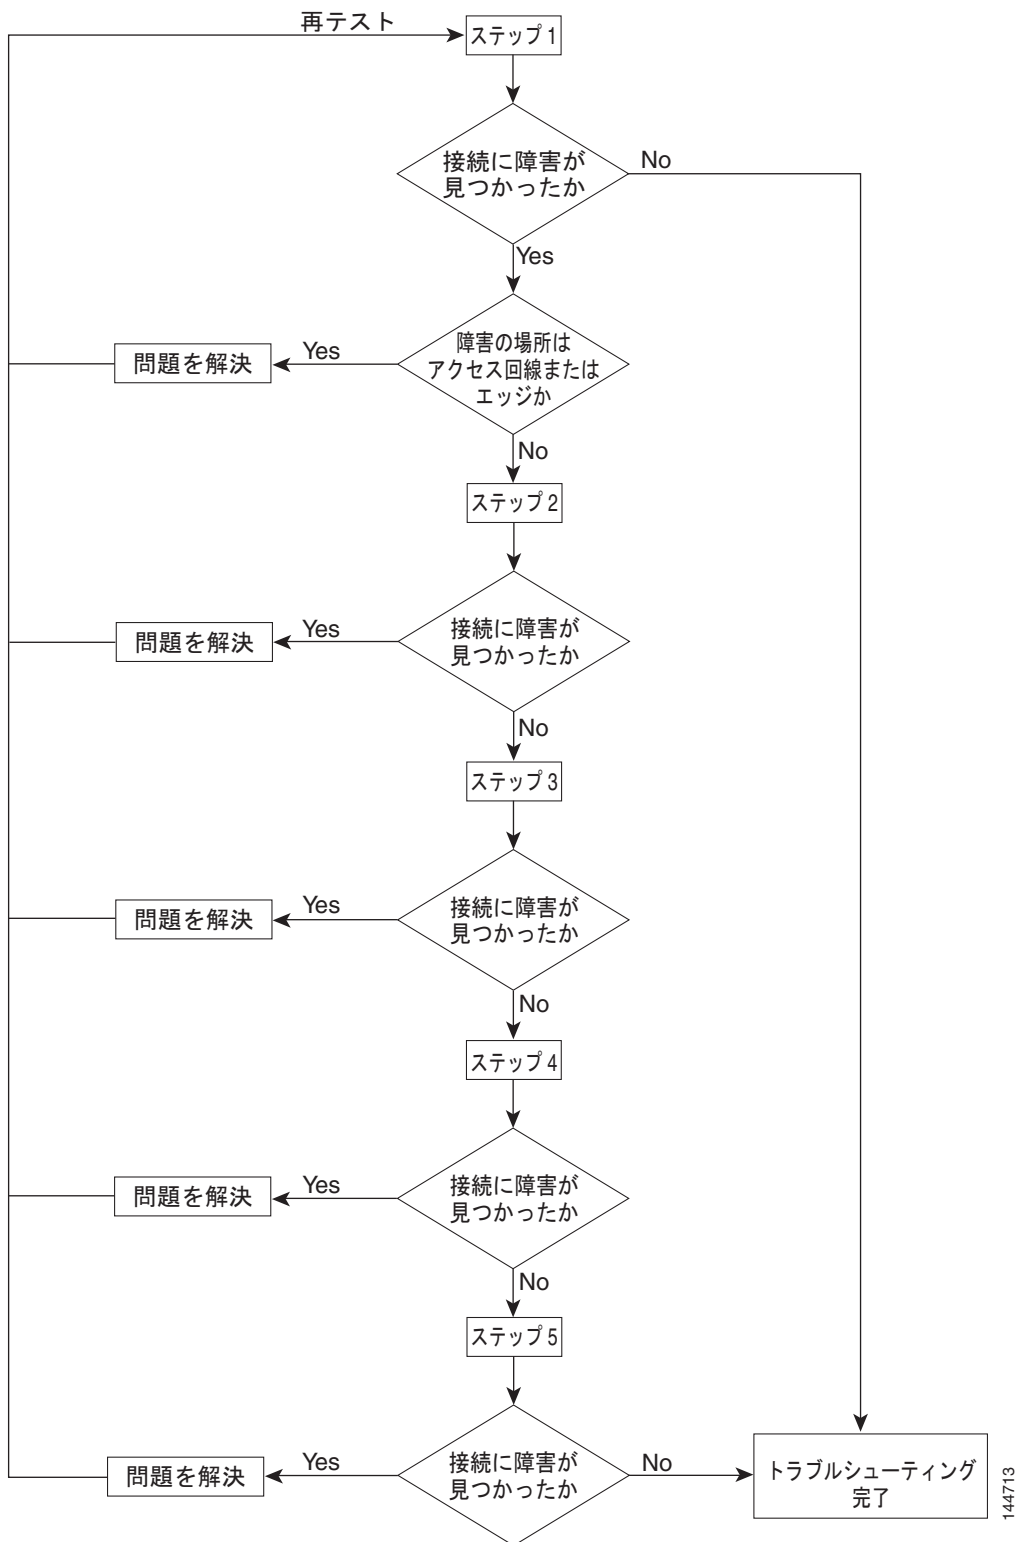 再テスト
ステップ 1
接続に障害が
見つかったか
No
Yes
障害の場所は
アクセス回線または
エッジか
Yes
問題を解決
No
ステップ 2
接続に障害が
見つかったか
Yes
問題を解決
No
ステップ 3
接続に障害が
見つかったか
Yes
問題を解決
No
ステップ 4
接続に障害が
見つかったか
Yes
問題を解決
No
ステップ 5
接続に障害が
見つかったか
Yes
問題を解決
No
トラブルシューティング
完了
144713